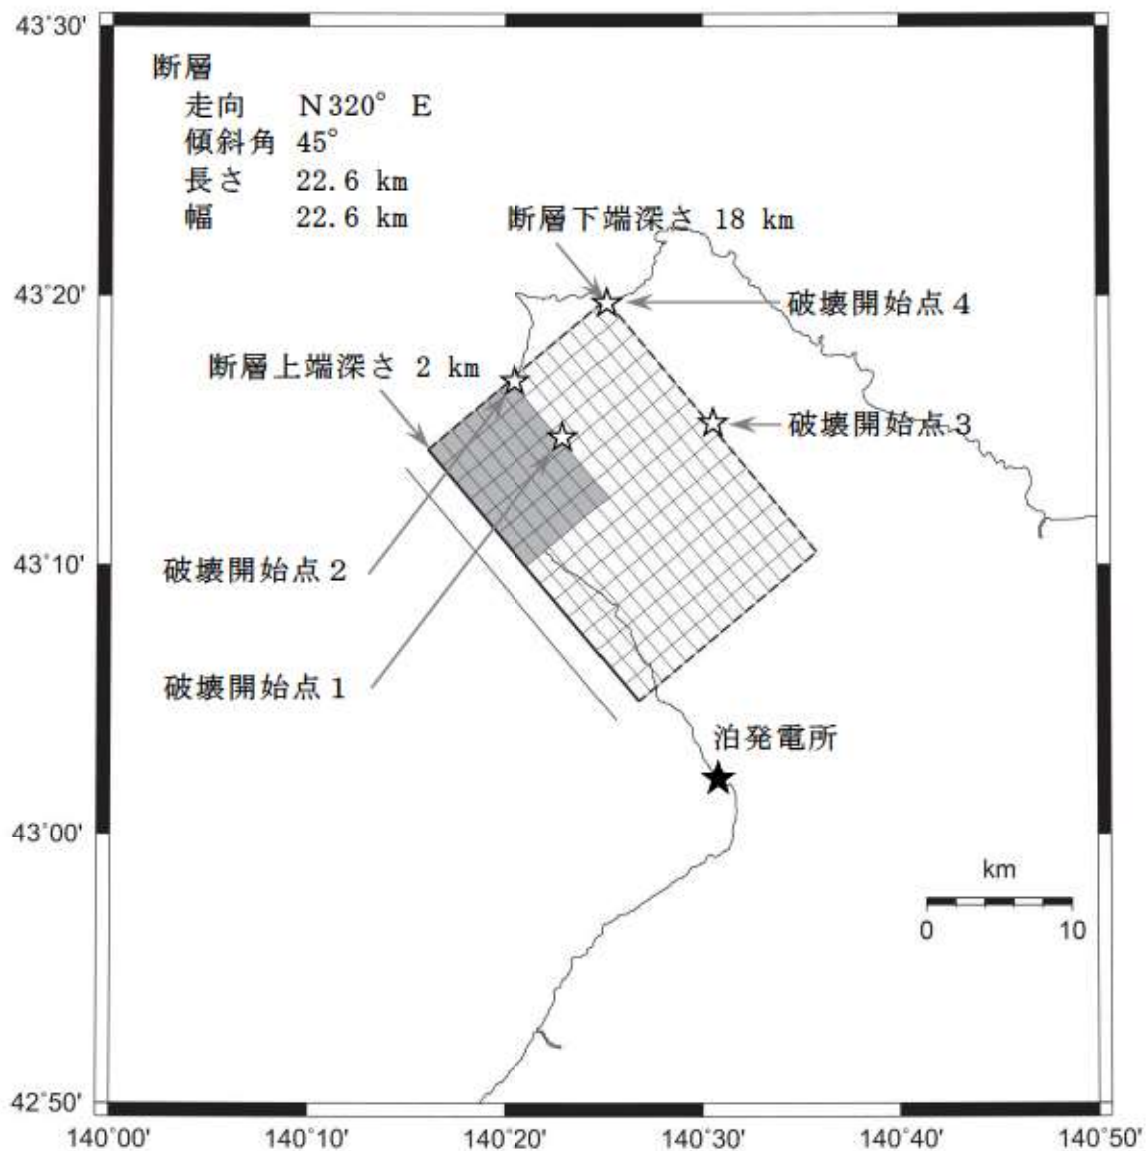 43°30'
断層
走向 N320° E
傾斜角 45°
長さ 22.6 km
幅 22.6 km
断層下端深さ 18 km
43°20'
破壊開始点4
断層上端深さ 2 km
破壊開始点3
43°10'
破壊開始点2
破壊開始点1
泊発電所
43°00'
km
0 10
42°50'
140°00' 140°10' 140°20' 140°30' 140°40' 140°50'